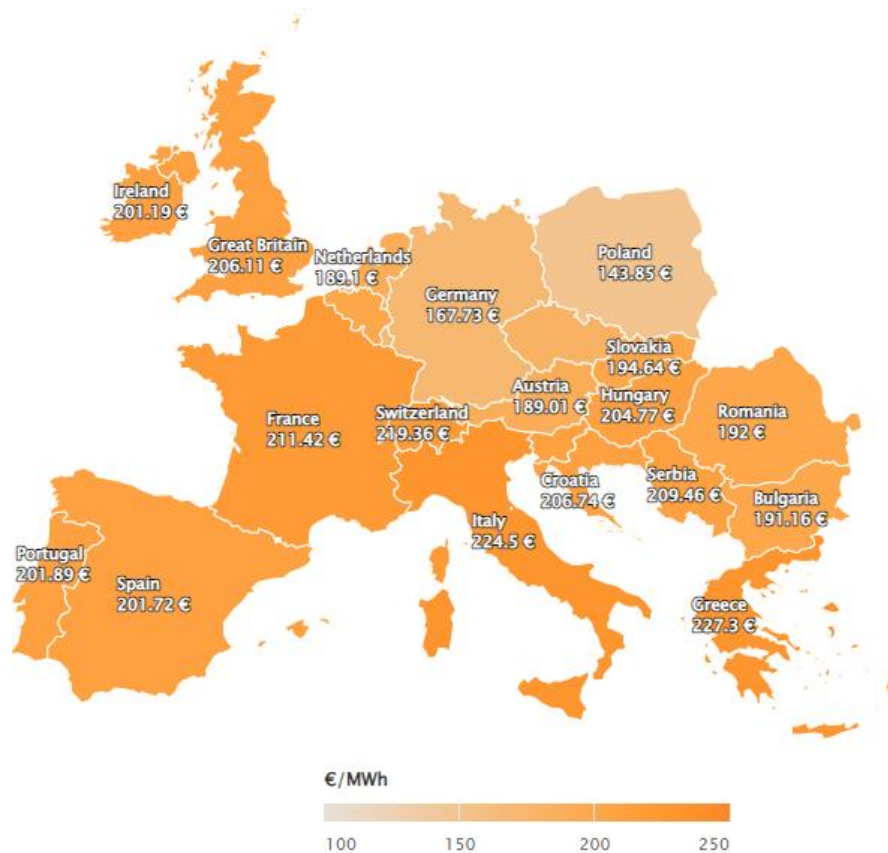 Ireland
201.19 €
Great Britain
206.11 €
Netherlands
189.1 €
Poland
143.85 €
Germany
167.73 €
Slovakia
194.64 €
Austria
189.01 €
Hungary
204.77 €
France
211.42 €
Switzerland
219.36 €
Romania
192 €
Croatia
206.74 €
Serbia
209.46 €
Bulgaria
191.16 €
Italy
224.5 €
Portugal
201.89 €
Spain
201.72 €
Greece
227.3 €
€/MWh
100 150 200 250